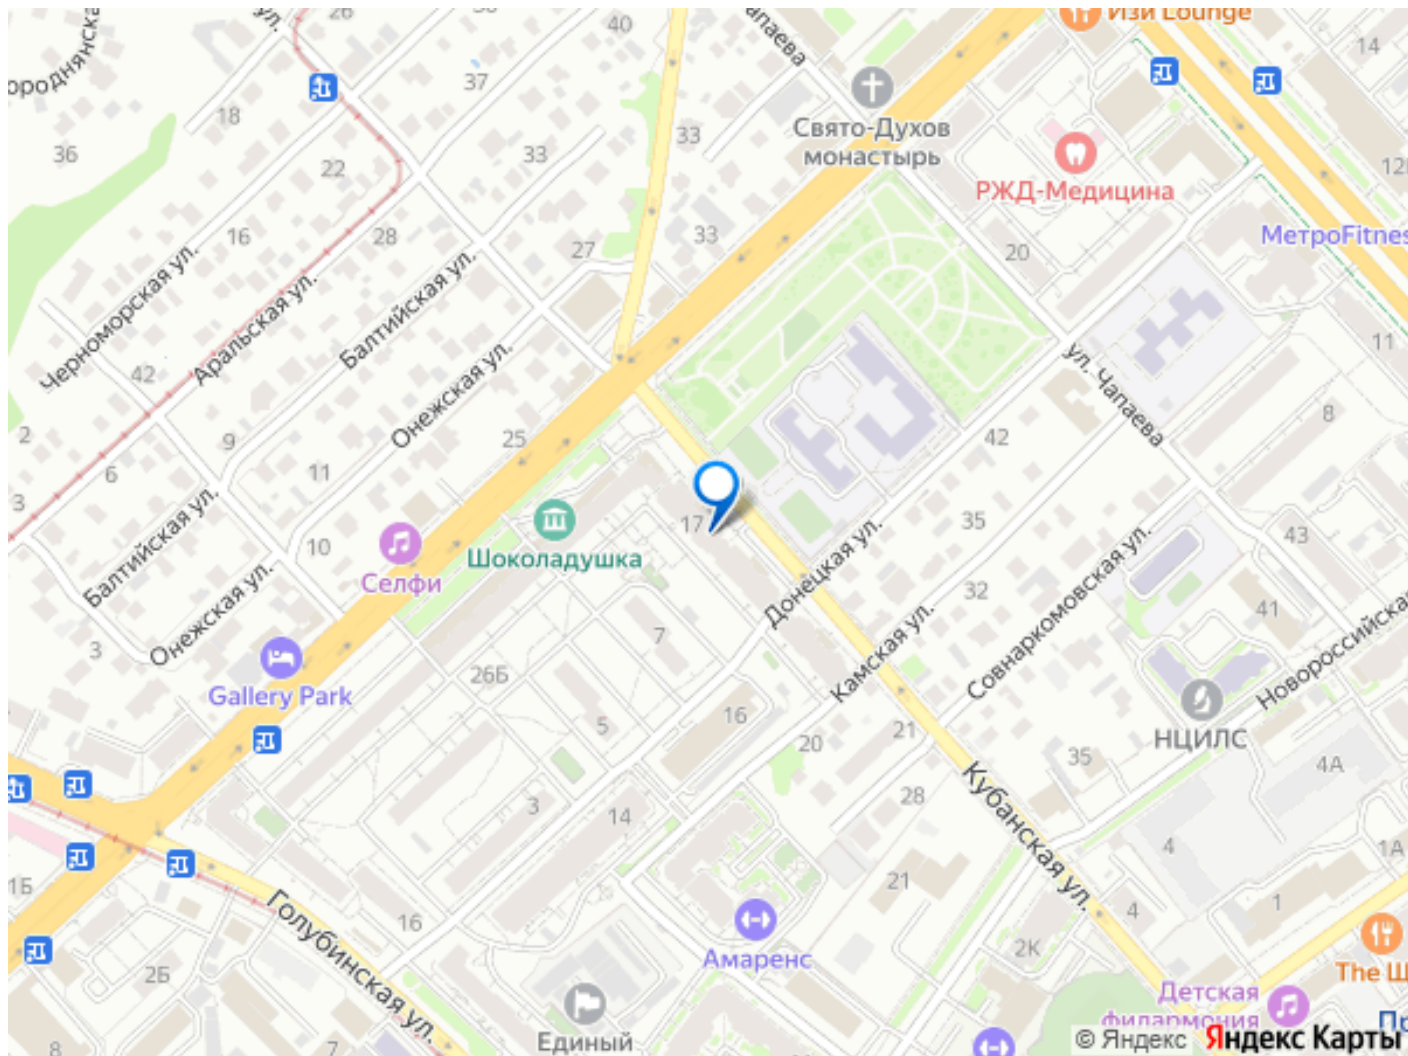 Изи Lounge
26
ул.
36
40
14
Чапаева
ородянска
37
18
Свято-Духов
монастырь
33
33
36
22
РЖД-Медицина
16
28
27
33
20
МетроFitnes
Черноморская ул.
Аральская ул.
Балтийская ул.
Онежская ул.
42
11
ул. Чапаева
8
2
9
25
42
6
11
3
17
35
43
Шоколадушка
Селфи
10
Балтийская ул.
Онежская ул.
Донецкая ул.
Камская ул.
Совнаркомовская ул.
Новороссийская
32
41
3
7
26Б
Gallery Park
16
5
20
21
НЦИЛС
35
4А
3
14
28
Кубанская ул.
4
1А
1Б
21
Голубинская ул.
16
4
1
2Б
2К
Амаренс
The Ш
Детская
филармония
Единый
8
7
Пр
© Яндекс Яндекс Карты